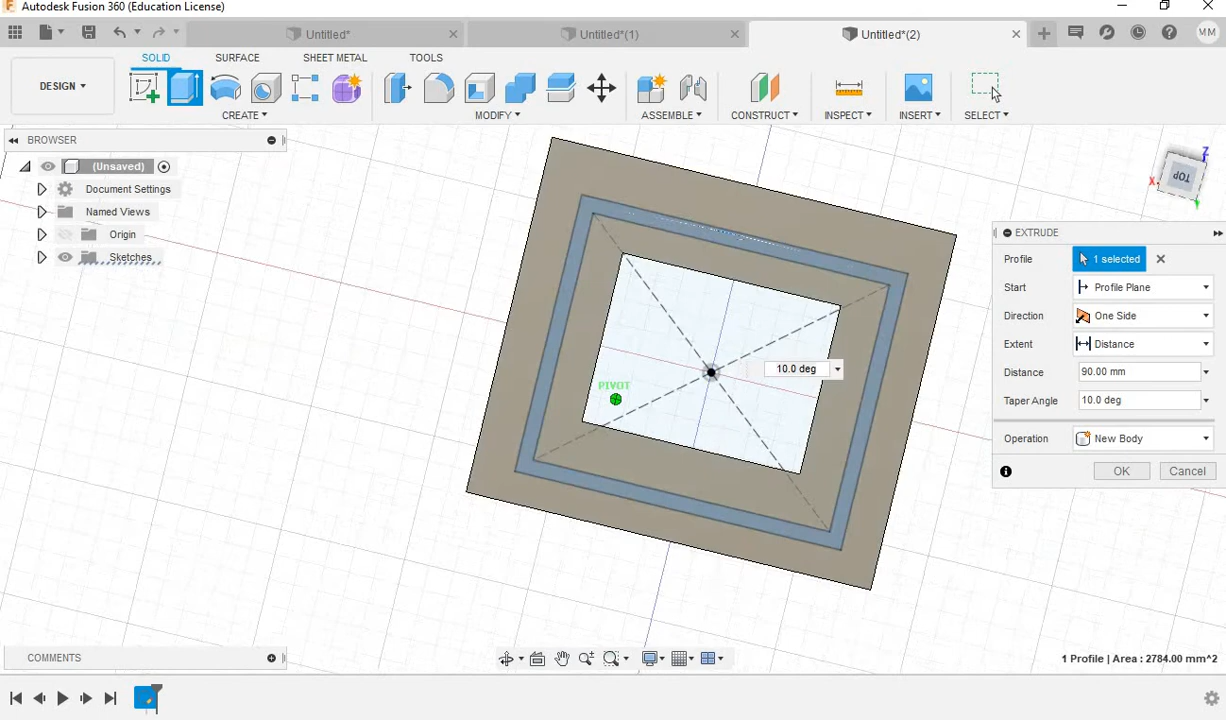 Autodesk Fusion 360 (Education License)
Untitled*
Untitled*(1)
Untitled*(2)
MM
SOLID SURFACE SHEET METAL TOOLS
DESIGN
CREATE MODIFY ASSEMBLE CONSTRUCT INSPECT INSERT SELECT
BROWSER
(Unsaved)
Document Settings
Named Views
Origin
Sketches
Z
X
Y
TOP
PIVOT
10.0 deg
EXTRUDE
Profile 1 selected
Start Profile Plane
Direction One Side
Extent Distance
Distance 90.00 mm
Taper Angle 10.0 deg
Operation New Body
OK Cancel
COMMENTS
1 Profile | Area : 2784.00 mm^2